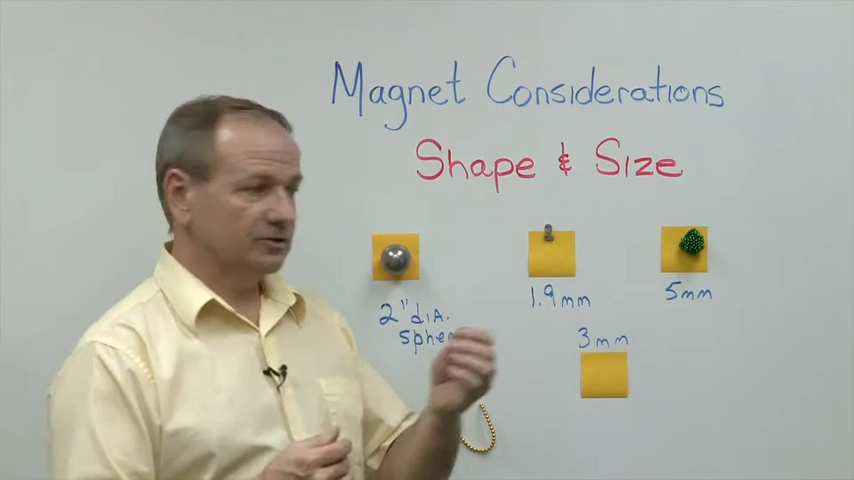 Magnet Considerations
Shape & Size
2" dia.
1.9mm
5mm
3mm